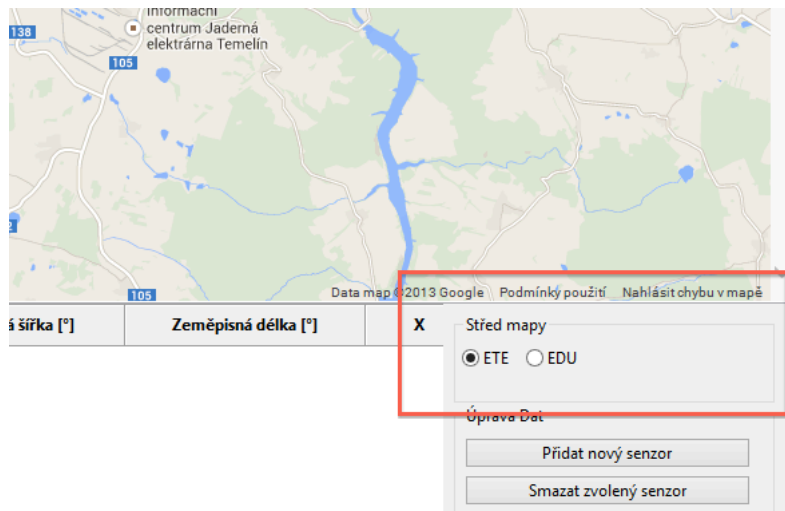 Informační
138
centrum Jaderná
elektrárna Temelín
105
2
105
Data map ©2013 Google Podmínky použití Nahlásit chybu v mapě
á šířka [°] Zeměpisná délka [°] X
Střed mapy
ETE EDU
Úprava Dat
Přidat nový senzor
Smazat zvolený senzor